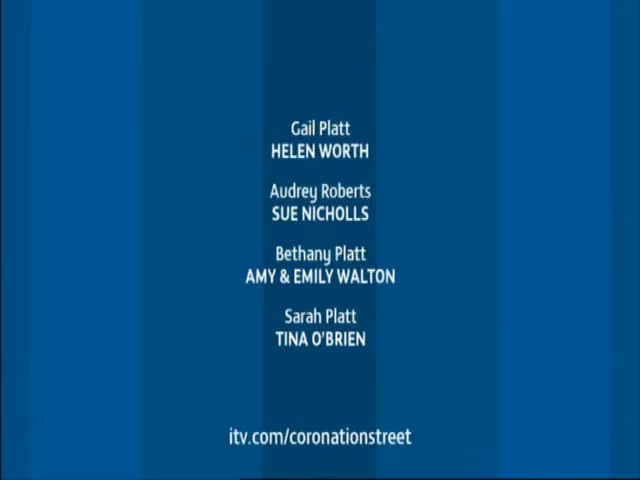 Gail Platt
HELEN WORTH
Audrey Roberts
SUE NICHOLLS
Bethany Platt
AMY & EMILY WALTON
Sarah Platt
TINA O'BRIEN
itv.com/coronationstreet